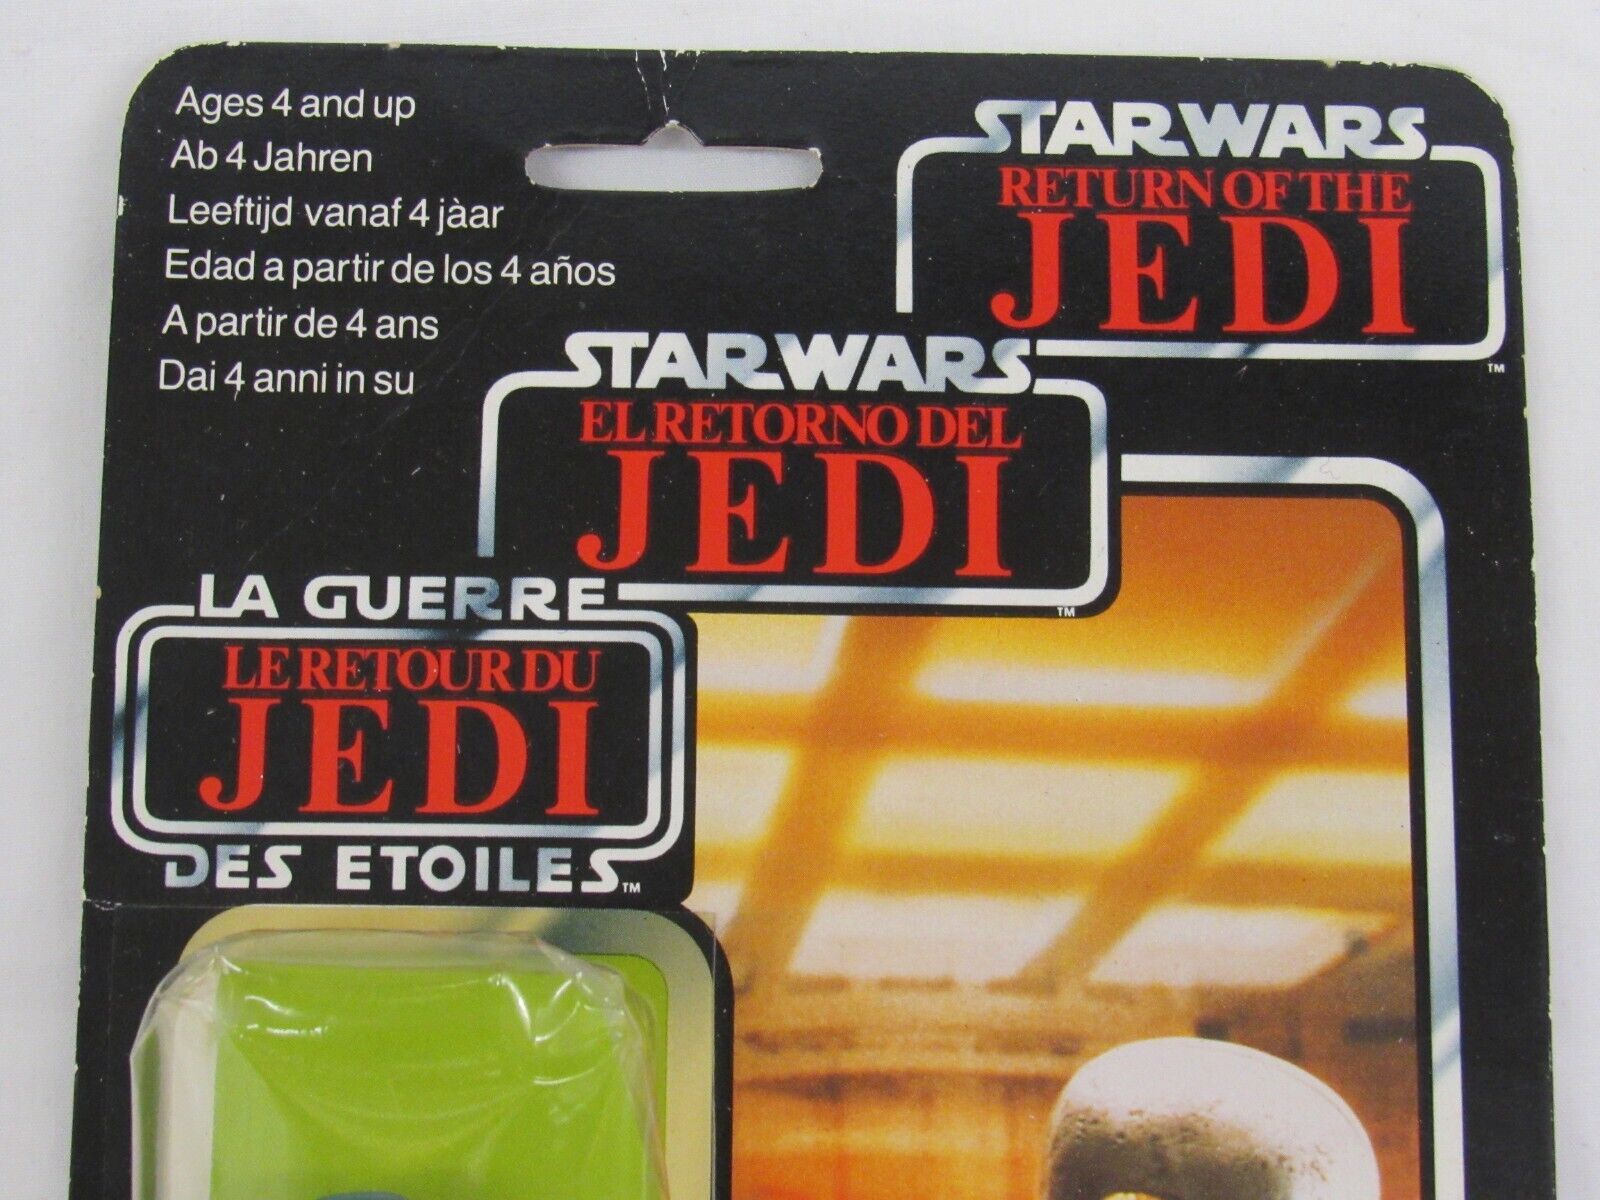 Ages 4 and up
Ab 4 Jahren
Leeftijd vanaf 4 jàar
Edad a partir de los 4 años
A partir de 4 ans
Dai 4 anni in su
STAR WARS
RETURN OF THE
JEDI
TM
STAR WARS
EL RETORNO DEL
JEDI
TM
LA GUERRE
LE RETOUR DU
JEDI
DES ETOILES TM